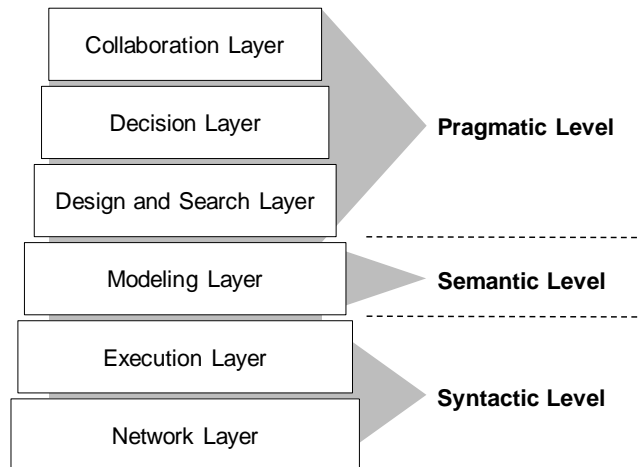 Collaboration Layer
Decision Layer
Pragmatic Level
Design and Search Layer
Modeling Layer
Semantic Level
Execution Layer
Syntactic Level
Network Layer